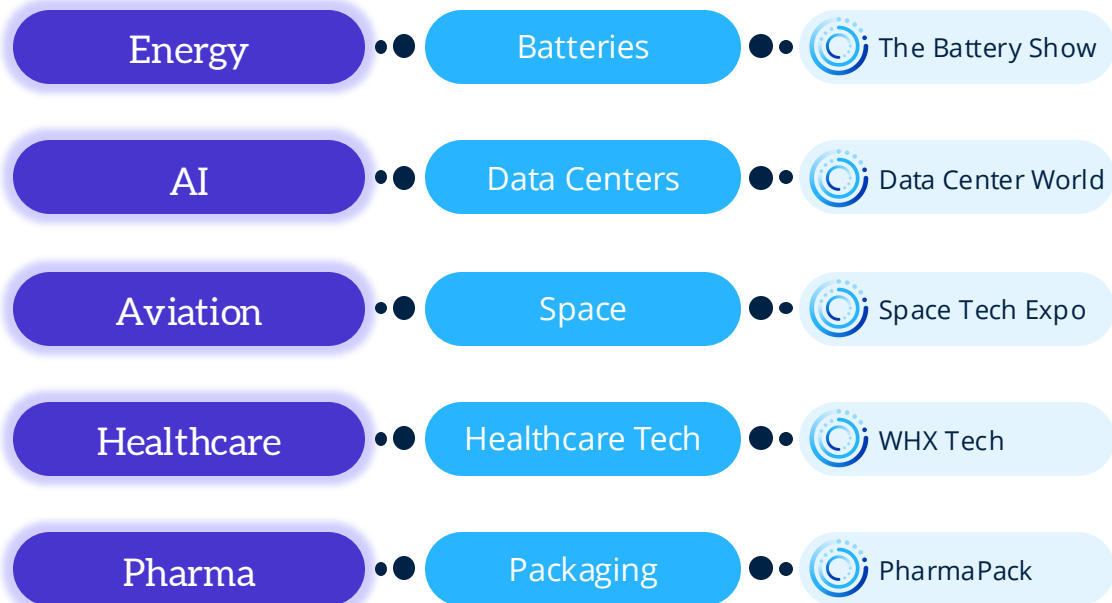 Energy
Batteries
The Battery Show
AI
Data Centers
Data Center World
Aviation
Space
Space Tech Expo
Healthcare
Healthcare Tech
WHX Tech
Pharma
Packaging
PharmaPack